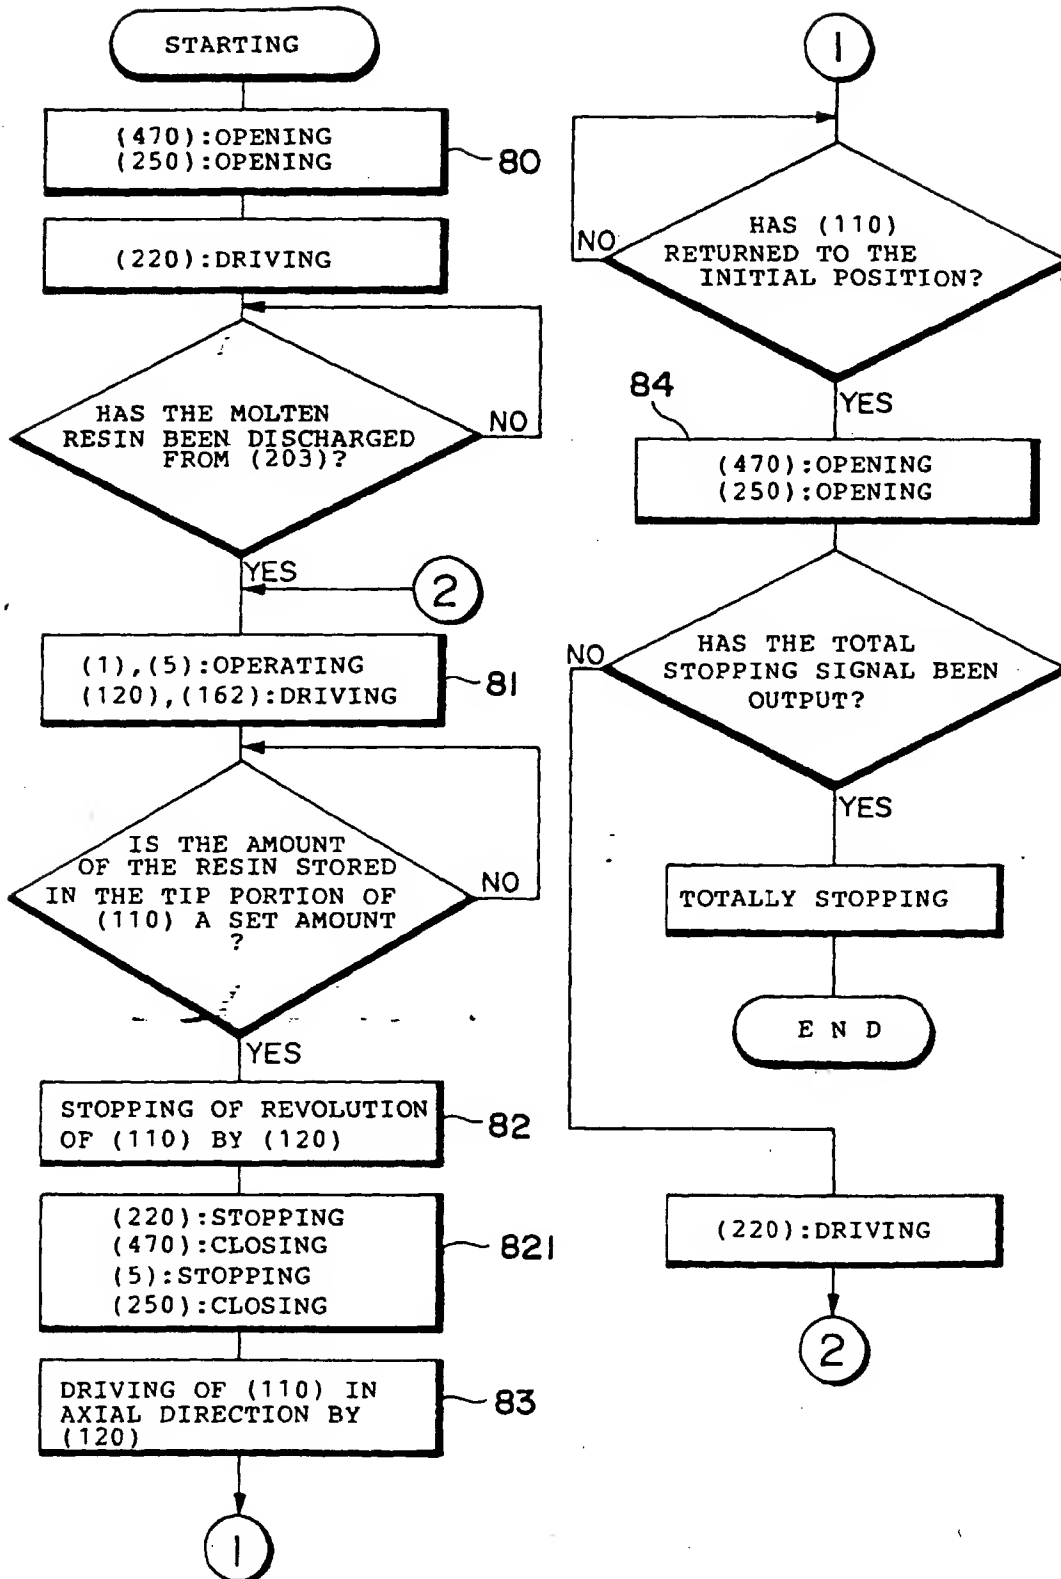 STARTING
(470):OPENING
(250):OPENING
80
(220):DRIVING
HAS THE MOLTEN
RESIN BEEN DISCHARGED
FROM (203)?
NO
YES
2
(1),(5):OPERATING
(120),(162):DRIVING
81
IS THE AMOUNT
OF THE RESIN STORED
IN THE TIP PORTION OF
(110) A SET AMOUNT
?
NO
YES
STOPPING OF REVOLUTION
OF (110) BY (120)
82
(220):STOPPING
(470):CLOSING
(5):STOPPING
(250):CLOSING
821
DRIVING OF (110) IN
AXIAL DIRECTION BY
(120)
83
1
1
HAS (110)
RETURNED TO THE
INITIAL POSITION?
NO
YES
84
(470):OPENING
(250):OPENING
HAS THE TOTAL
STOPPING SIGNAL BEEN
OUTPUT?
NO
YES
TOTALLY STOPPING
E N D
(220):DRIVING
2